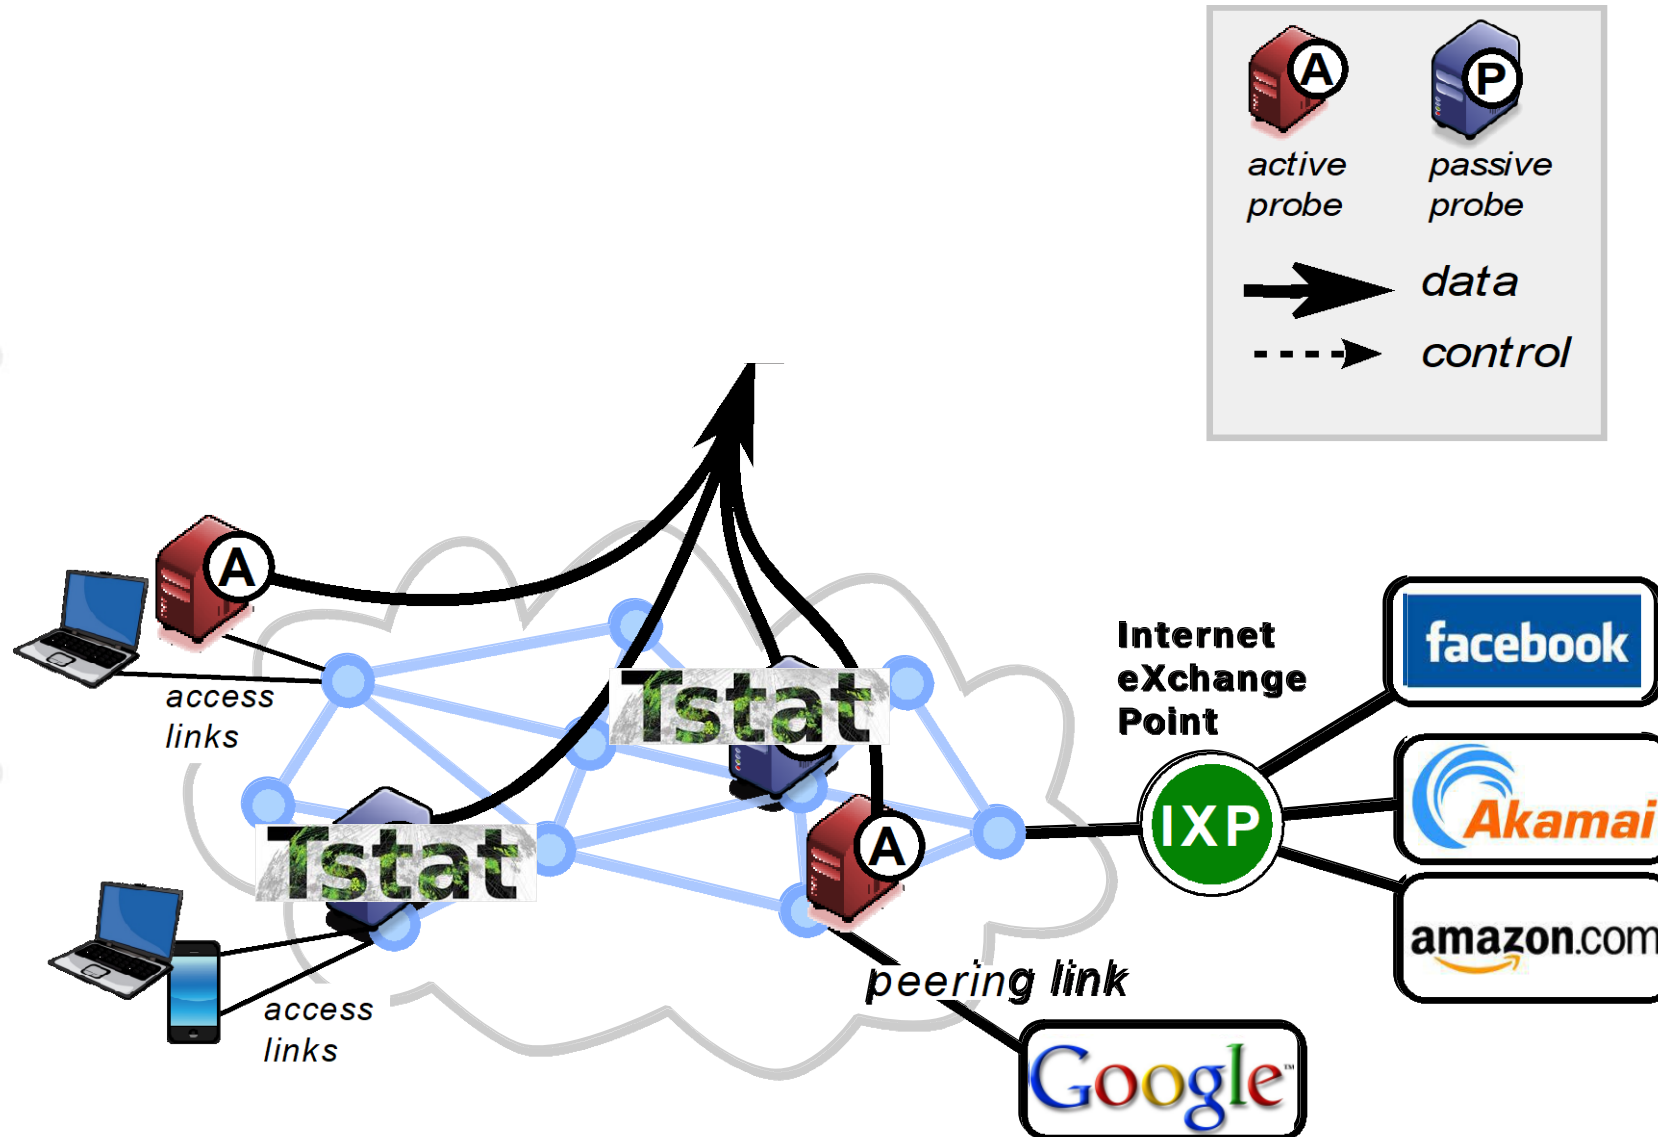 A
P
active
passive
probe
probe
data
control
A
access
links
Tstat
Tstat
A
access
links
peering link
Internet
eXchange
Point
IXP
facebook
Akamai
amazon.com
Google™